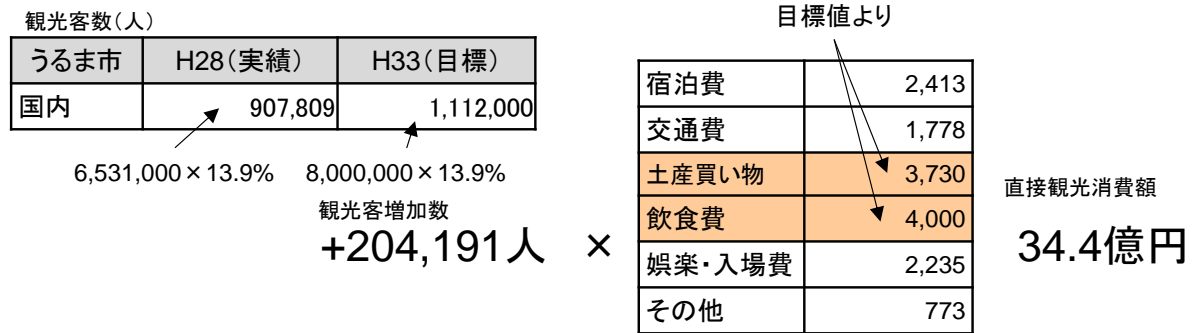 観光客数(人)
うるま市 H28(実績) H33(目標)
国内 907,809 1,112,000
6,531,000×13.9% 8,000,000×13.9%
観光客増加数
+204,191人 ×
目標値より
宿泊費 2,413
交通費 1,778
土産買い物 3,730
飲食費 4,000
娯楽・入場費 2,235
その他 773
直接観光消費額
34.4億円